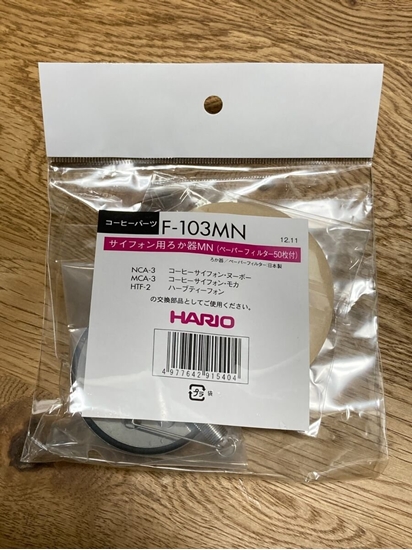 コーヒーパーツ F-103MN
サイフォン用ろか器MN (ペーパーフィルター50枚付) 12.11
ろか器/ペーパーフィルター日本製
NCA-3 コーヒーサイフォン・ヌーボー
MCA-3 コーヒーサイフォン・モカ
HTF-2 ハーブティーフォン
の交換部品としてご使用ください。
HARIO
4977642915404
プラ 袋